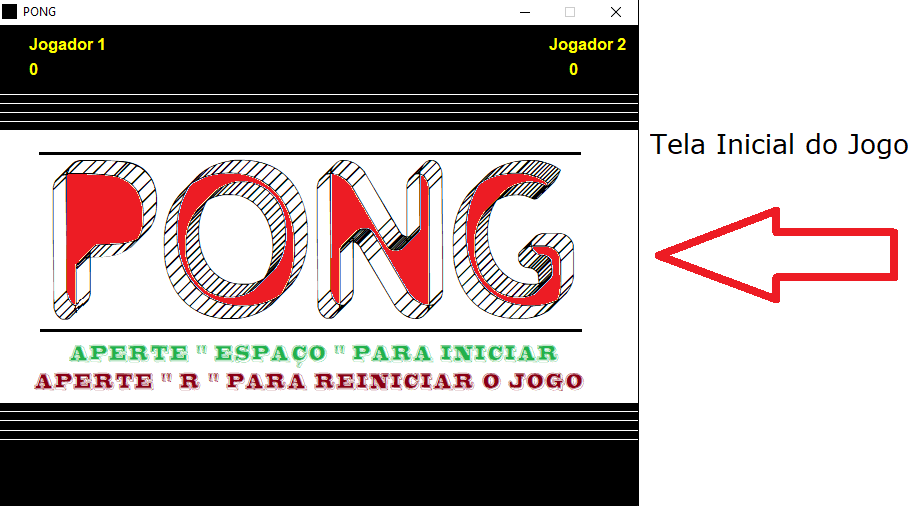 PONG
Jogador 1
Jogador 2
0
0
PONG
APERTE " ESPAÇO " PARA INICIAR
APERTE " R " PARA REINICIAR O JOGO
Tela Inicial do Jogo